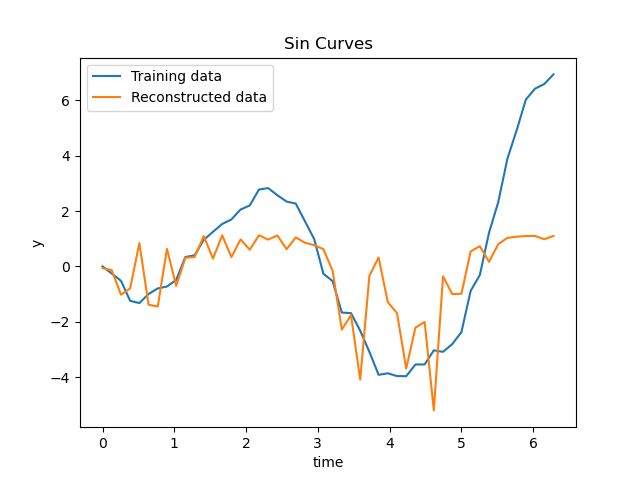 Sin Curves
Training data
Reconstructed data
y
6
4
2
0
−2
−4
0 1 2 3 4 5 6
time